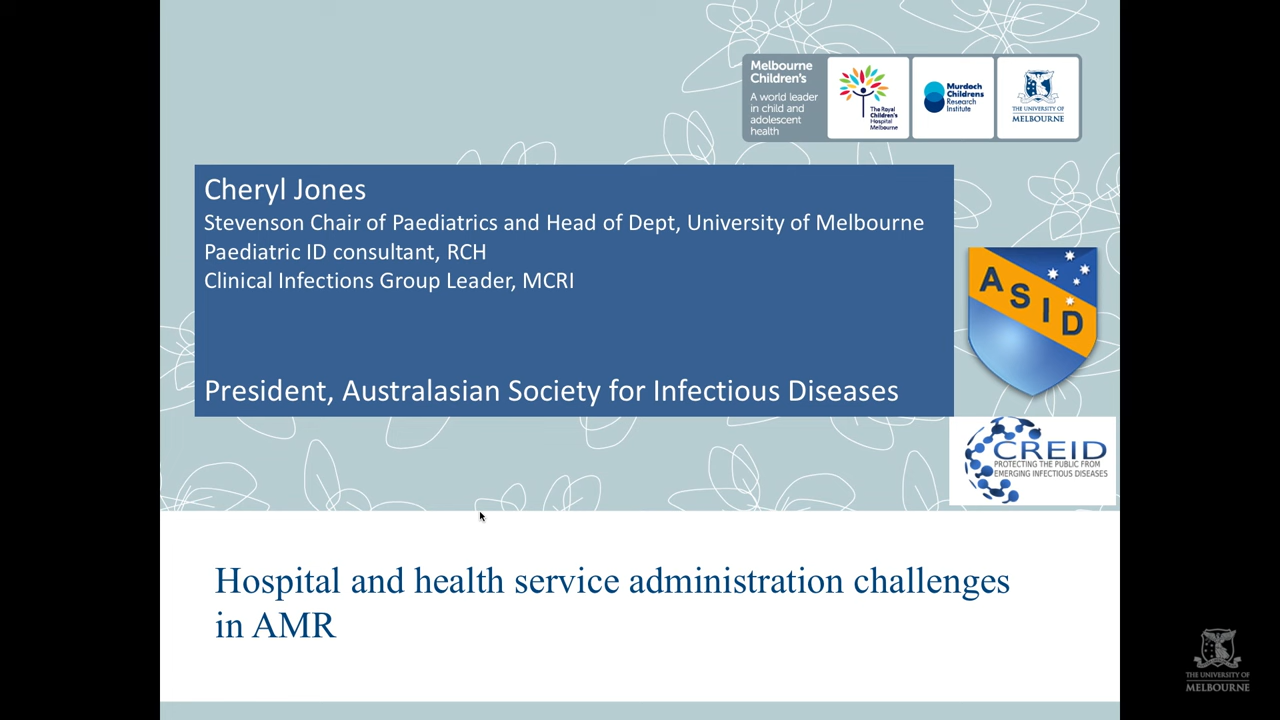 Melbourne
Children's
A world leader
in child and
adolescent
health
The Royal
Children's
Hospital
Melbourne
Murdoch
Childrens
Research
Institute
THE UNIVERSITY OF
MELBOURNE
Cheryl Jones
Stevenson Chair of Paediatrics and Head of Dept, University of Melbourne
Paediatric ID consultant, RCH
Clinical Infections Group Leader, MCRI
President, Australasian Society for Infectious Diseases
ASID
CREID
PROTECTING THE PUBLIC FROM
EMERGING INFECTIOUS DISEASES
Hospital and health service administration challenges
in AMR
THE UNIVERSITY OF
MELBOURNE